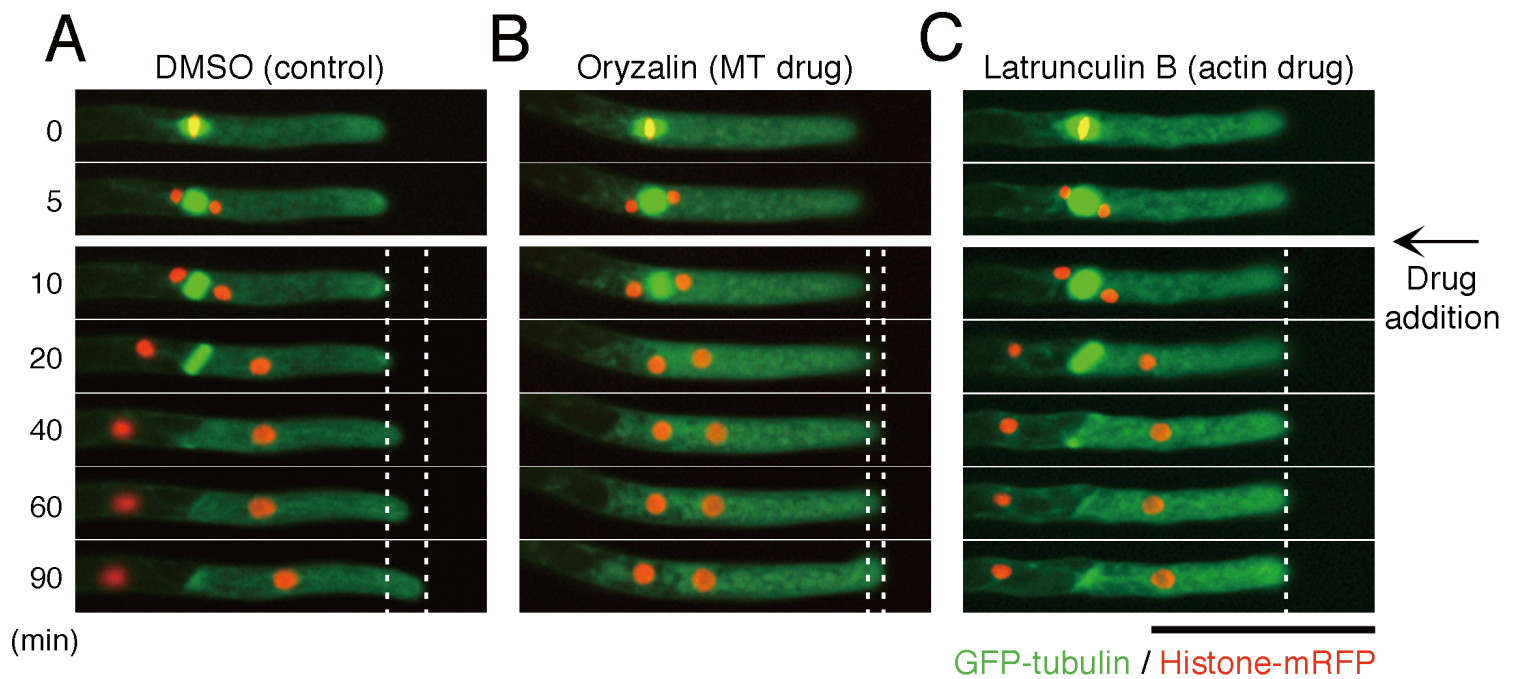 A
B
C
DMSO (control)
Oryzalin (MT drug)
Latrunculin B (actin drug)
0
5
10
20
40
60
90
(min)
Drug
addition
GFP-tubulin / Histone-mRFP